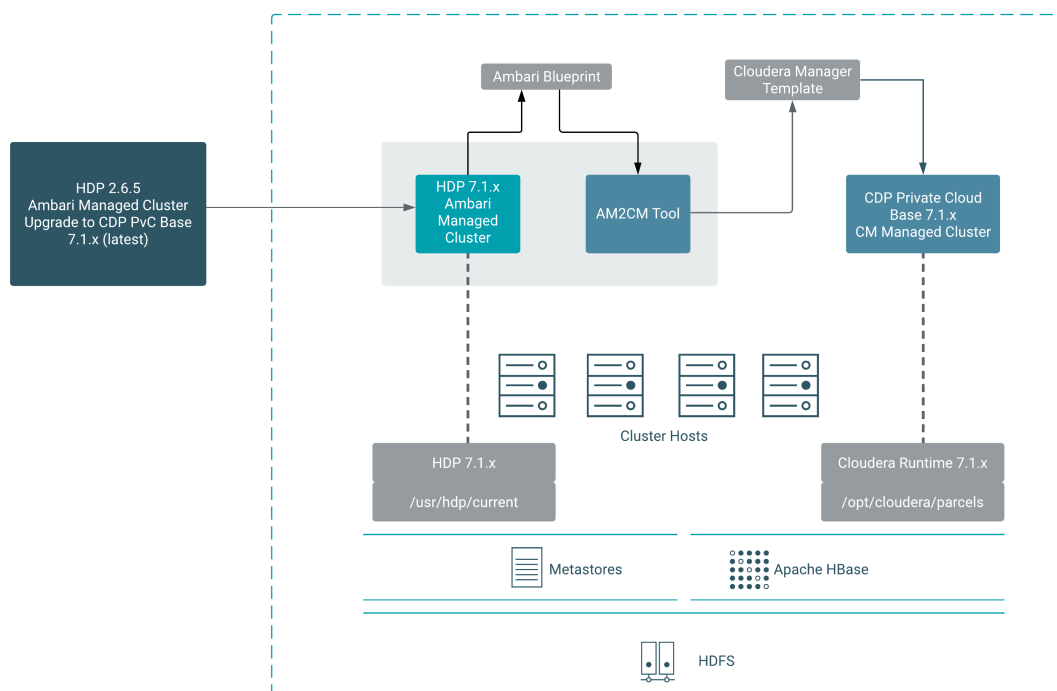 Ambari Blueprint
Cloudera Manager
Template
HDP 2.6.5
Ambari Managed Cluster
Upgrade to CDP PvC Base
7.1.x (latest)
HDP 7.1.x
Ambari
Managed
Cluster
AM2CM Tool
CDP Private Cloud
Base 7.1.x
CM Managed Cluster
Cluster Hosts
HDP 7.1.x
/usr/hdp/current
Cloudera Runtime 7.1.x
/opt/cloudera/parcels
Metastores
Apache HBase
HDFS